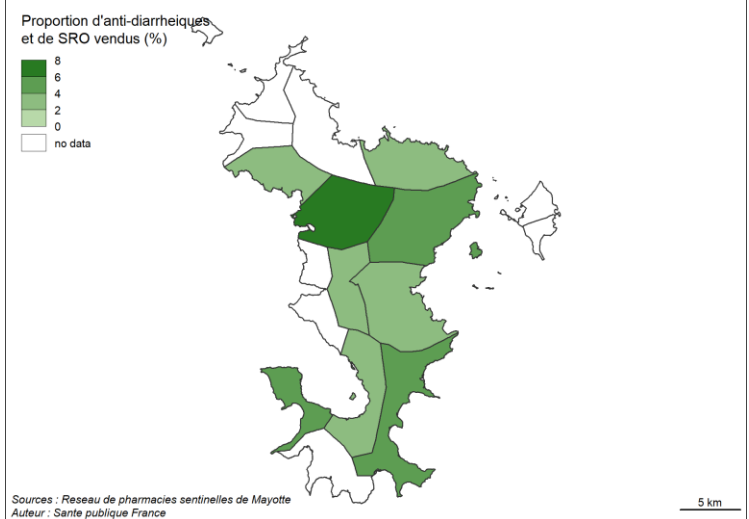 Proportion d'anti-diarrheiques
et de SRO vendus (%)
8
6
4
2
0
no data
Sources : Reseau de pharmacies sentinelles de Mayotte
Auteur : Sante publique France
5 km